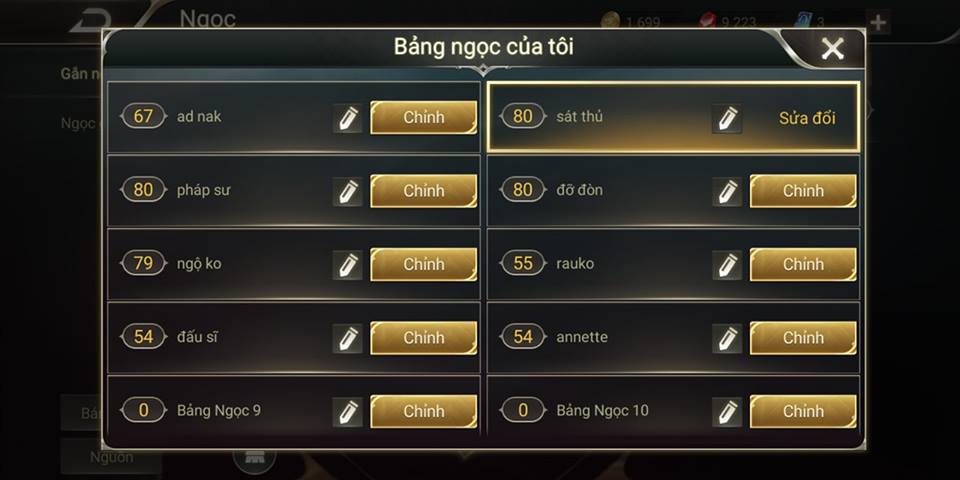 Ngọc
1,699
9,223
3
Bảng ngọc của tôi
Gắn n
Ngọc
67 ad nak Chỉnh
80 sát thủ Sửa đổi
80 pháp sư Chỉnh
80 đỡ đòn Chỉnh
79 ngộ ko Chỉnh
55 rauko Chỉnh
54 đấu sĩ Chỉnh
54 annette Chỉnh
0 Bảng Ngọc 9 Chỉnh
0 Bảng Ngọc 10 Chỉnh
Nguồn